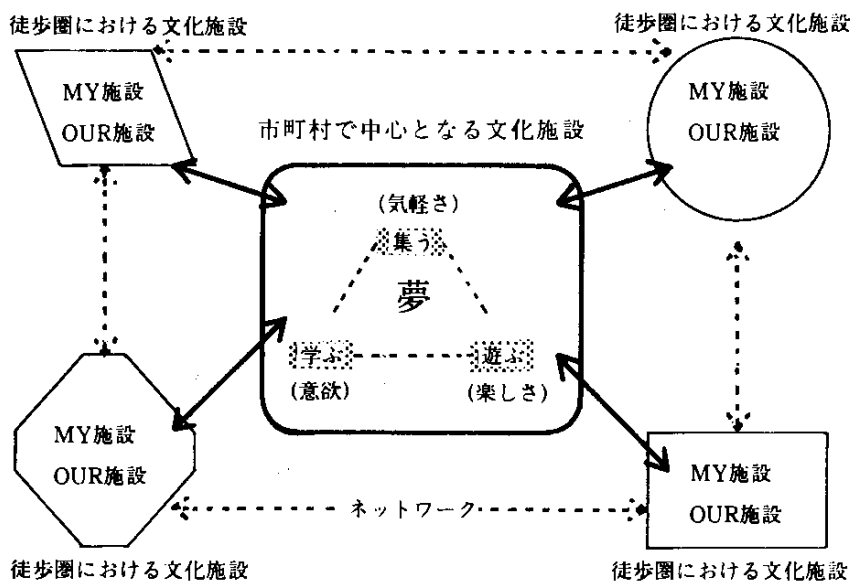 徒歩圏における文化施設
徒歩圏における文化施設
MY施設
OUR施設
MY施設
OUR施設
市町村で中心となる文化施設
(気軽さ)
集う
夢
学ぶ
遊ぶ
(意欲)
(楽しさ)
MY施設
OUR施設
MY施設
OUR施設
ネットワーク
徒歩圏における文化施設
徒歩圏における文化施設